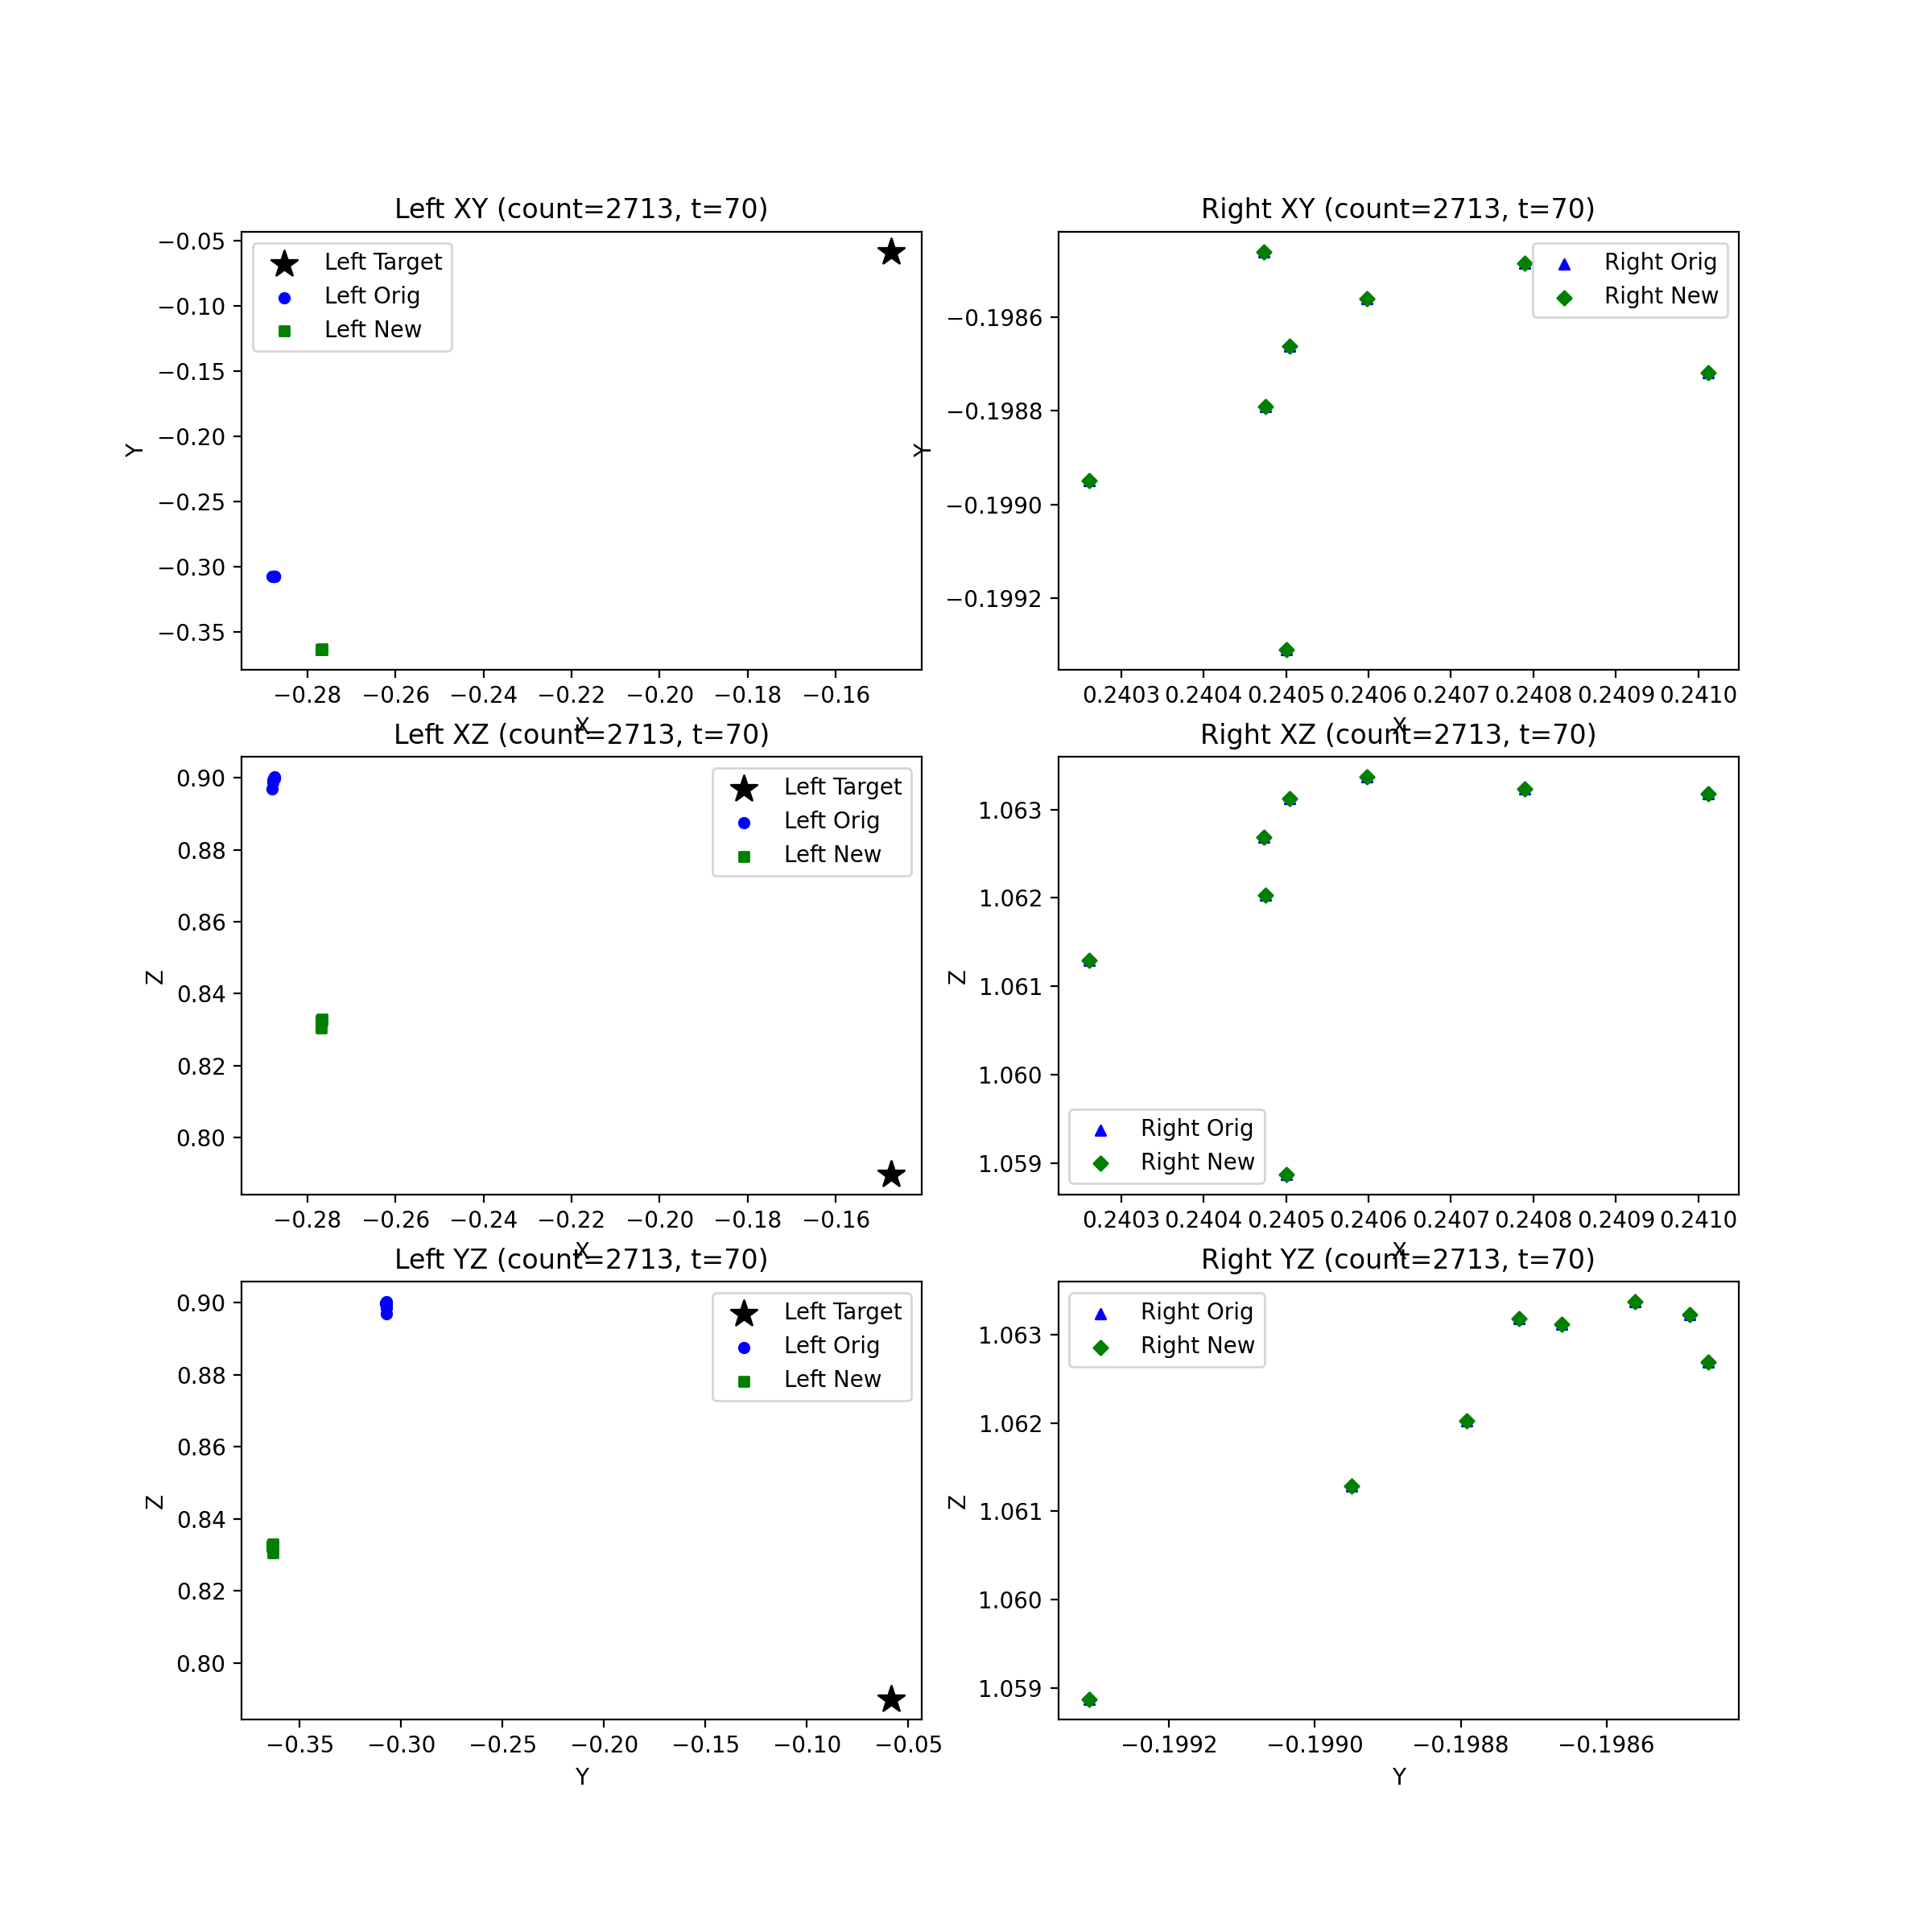 Left XY (count=2713, t=70)
−0.05
−0.10
−0.15
−0.20
−0.25
−0.30
−0.35
Y
Left Target
Left Orig
Left New
−0.28 −0.26 −0.24 −0.22 −0.20 −0.18 −0.16
X
Right XY (count=2713, t=70)
−0.1986
−0.1988
−0.1990
−0.1992
Y
Right Orig
Right New
0.2403 0.2404 0.2405 0.2406 0.2407 0.2408 0.2409 0.2410
X
Left XZ (count=2713, t=70)
0.90
0.88
0.86
0.84
0.82
0.80
Z
Left Target
Left Orig
Left New
−0.28 −0.26 −0.24 −0.22 −0.20 −0.18 −0.16
X
Right XZ (count=2713, t=70)
1.063
1.062
1.061
1.060
1.059
Z
Right Orig
Right New
0.2403 0.2404 0.2405 0.2406 0.2407 0.2408 0.2409 0.2410
X
Left YZ (count=2713, t=70)
0.90
0.88
0.86
0.84
0.82
0.80
Z
Left Target
Left Orig
Left New
−0.35 −0.30 −0.25 −0.20 −0.15 −0.10 −0.05
Y
Right YZ (count=2713, t=70)
1.063
1.062
1.061
1.060
1.059
Z
Right Orig
Right New
−0.1992 −0.1990 −0.1988 −0.1986
Y